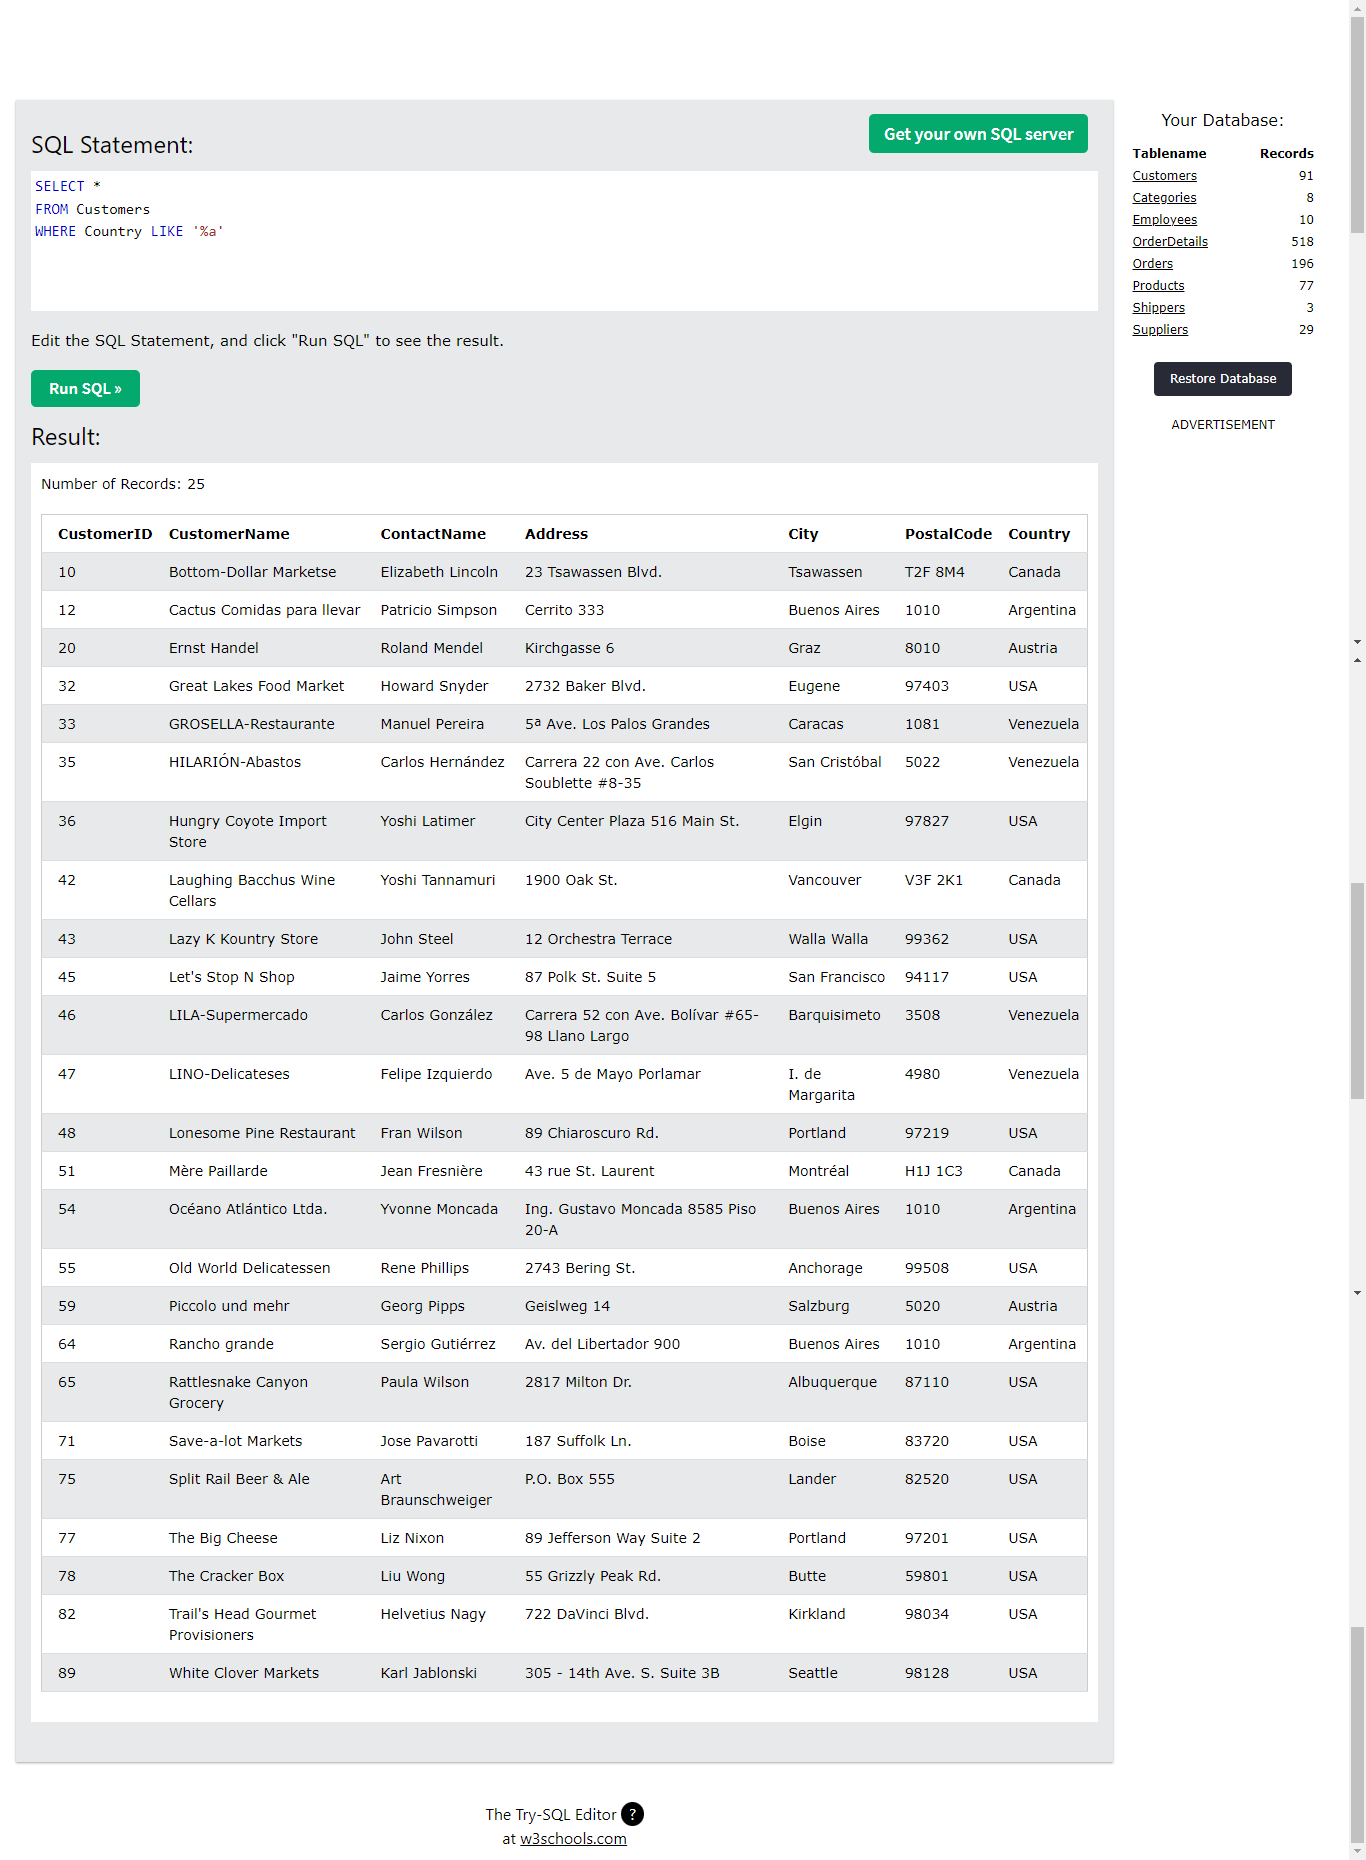 Get your own SQL server
SQL Statement:
SELECT *
FROM Customers
WHERE Country LIKE '%a'
Edit the SQL Statement, and click "Run SQL" to see the result.
Run SQL »
Result:
Number of Records: 25
CustomerID CustomerName ContactName Address City PostalCode Country
10 Bottom-Dollar Marketse Elizabeth Lincoln 23 Tsawassen Blvd. Tsawassen T2F 8M4 Canada
12 Cactus Comidas para llevar Patricio Simpson Cerrito 333 Buenos Aires 1010 Argentina
20 Ernst Handel Roland Mendel Kirchgasse 6 Graz 8010 Austria
32 Great Lakes Food Market Howard Snyder 2732 Baker Blvd. Eugene 97403 USA
33 GROSELLA-Restaurante Manuel Pereira 5ª Ave. Los Palos Grandes Caracas 1081 Venezuela
35 HILARIÓN-Abastos Carlos Hernández Carrera 22 con Ave. Carlos San Cristóbal 5022 Venezuela
Soublette #8-35
36 Hungry Coyote Import Yoshi Latimer City Center Plaza 516 Main St. Elgin 97827 USA
Store
42 Laughing Bacchus Wine Yoshi Tannamuri 1900 Oak St. Vancouver V3F 2K1 Canada
Cellars
43 Lazy K Kountry Store John Steel 12 Orchestra Terrace Walla Walla 99362 USA
45 Let's Stop N Shop Jaime Yorres 87 Polk St. Suite 5 San Francisco 94117 USA
46 LILA-Supermercado Carlos González Carrera 52 con Ave. Bolívar #65- Barquisimeto 3508 Venezuela
98 Llano Largo
47 LINO-Delicateses Felipe Izquierdo Ave. 5 de Mayo Porlamar I. de 4980 Venezuela
Margarita
48 Lonesome Pine Restaurant Fran Wilson 89 Chiaroscuro Rd. Portland 97219 USA
51 Mère Paillarde Jean Fresnière 43 rue St. Laurent Montréal H1J 1C3 Canada
54 Océano Atlántico Ltda. Yvonne Moncada Ing. Gustavo Moncada 8585 Piso Buenos Aires 1010 Argentina
20-A
55 Old World Delicatessen Rene Phillips 2743 Bering St. Anchorage 99508 USA
59 Piccolo und mehr Georg Pipps Geislweg 14 Salzburg 5020 Austria
64 Rancho grande Sergio Gutiérrez Av. del Libertador 900 Buenos Aires 1010 Argentina
65 Rattlesnake Canyon Paula Wilson 2817 Milton Dr. Albuquerque 87110 USA
Grocery
71 Save-a-lot Markets Jose Pavarotti 187 Suffolk Ln. Boise 83720 USA
75 Split Rail Beer & Ale Art P.O. Box 555 Lander 82520 USA
Braunschweiger
77 The Big Cheese Liz Nixon 89 Jefferson Way Suite 2 Portland 97201 USA
78 The Cracker Box Liu Wong 55 Grizzly Peak Rd. Butte 59801 USA
82 Trail's Head Gourmet Helvetius Nagy 722 DaVinci Blvd. Kirkland 98034 USA
Provisioners
89 White Clover Markets Karl Jablonski 305 - 14th Ave. S. Suite 3B Seattle 98128 USA
Your Database:
Tablename Records
Customers 91
Categories 8
Employees 10
OrderDetails 518
Orders 196
Products 77
Shippers 3
Suppliers 29
Restore Database
ADVERTISEMENT
The Try-SQL Editor ?
at w3schools.com